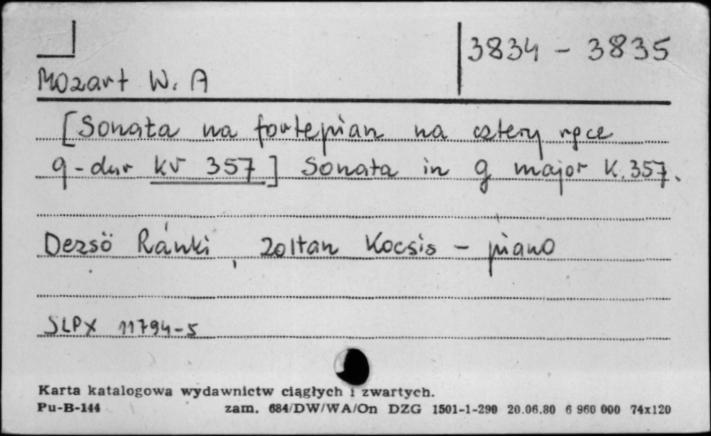 3834 - 3835
Mozart W. A
[Sonata na fortepian na cztery ręce
g-dur KV 357] Sonata in g major K. 357.
Dezsö Ránki, Zoltan Kocsis - piano
SLPX 11794-5
Karta katalogowa wydawnictw ciągłych i zwartych.
Pu-B-144 zam. 684/DW/WA/On DZG 1501-1-290 20.06.80 6 960 000 74x120